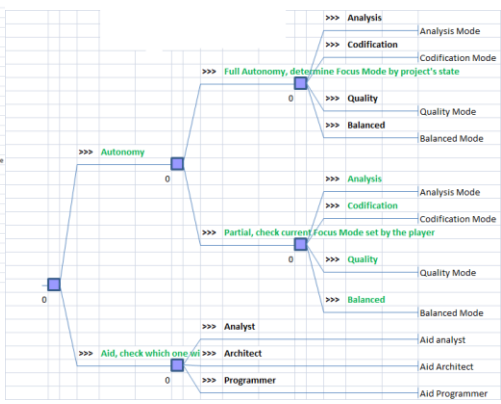 >>> Analysis
Analysis Mode
>>> Codification
Codification Mode
>>> Full Autonomy, determine Focus Mode by project's state
0
>>> Quality
Quality Mode
>>> Balanced
Balanced Mode
>>> Autonomy
0
>>> Analysis
Analysis Mode
>>> Codification
Codification Mode
>>> Partial, check current Focus Mode set by the player
0
>>> Quality
Quality Mode
>>> Balanced
Balanced Mode
0
>>> Analyst
Aid analyst
>>> Aid, check which one
>>> Architect
Aid Architect
0
>>> Programmer
Aid Programmer